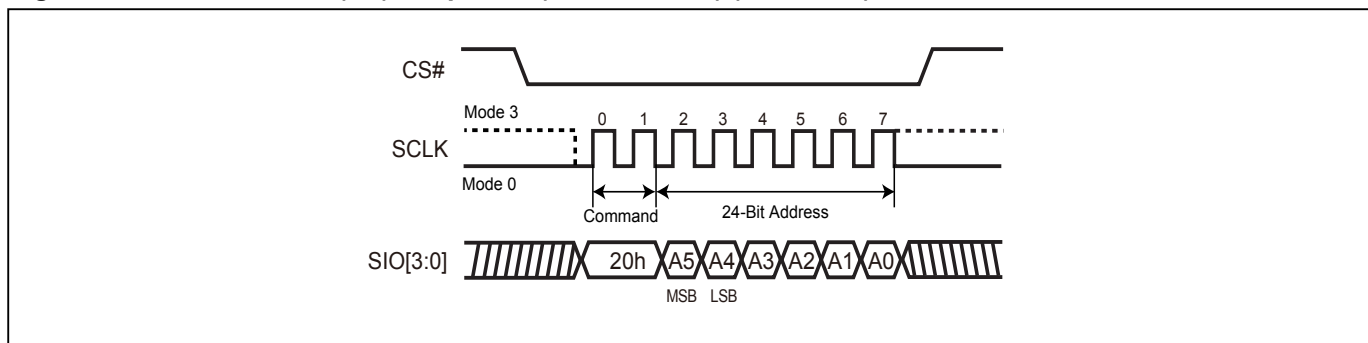 CS#
Mode 3
0 1 2 3 4 5 6 7
SCLK
Mode 0
Command
24-Bit Address
SIO[3:0]
20h A5 A4 A3 A2 A1 A0
MSB LSB